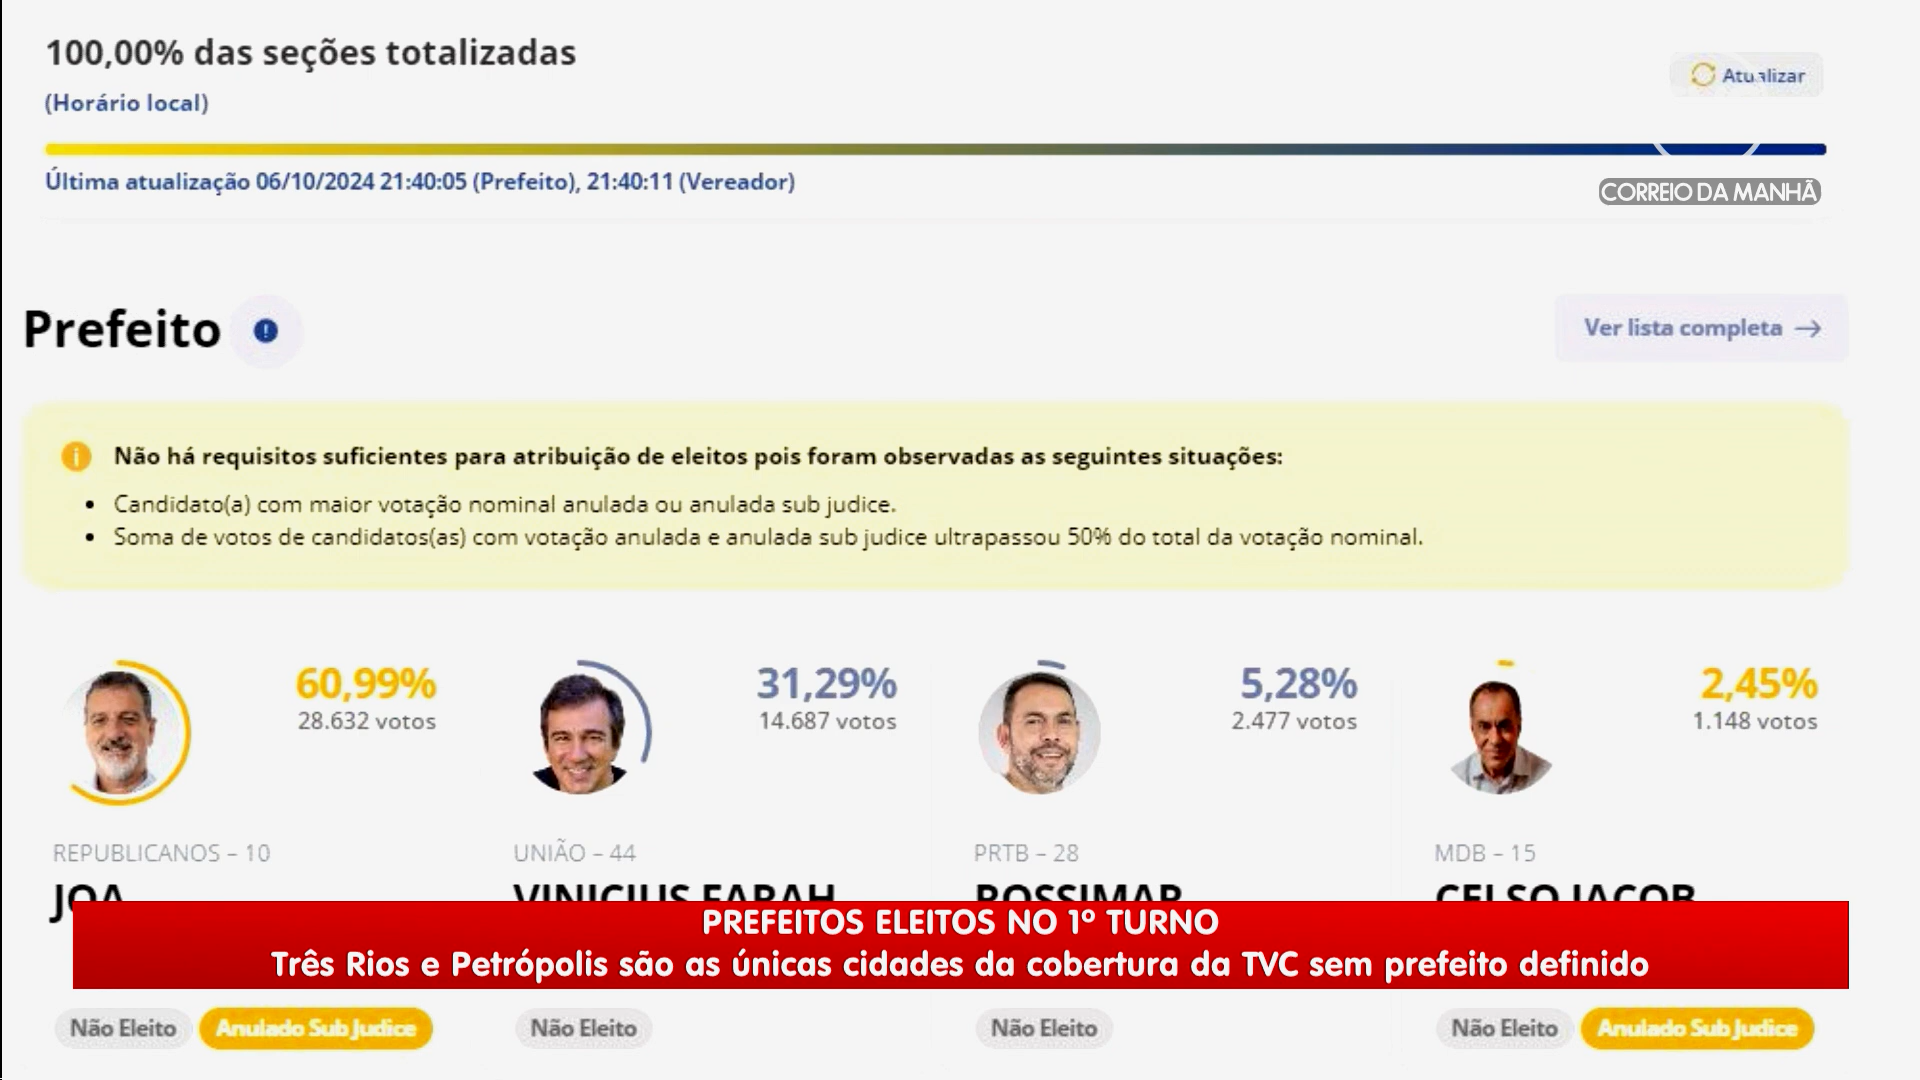 100,00% das seções totalizadas
Atualizar
(Horário local)
Última atualização 06/10/2024 21:40:05 (Prefeito), 21:40:11 (Vereador)
CORREIO DA MANHÃ
Prefeito
Ver lista completa →
Não há requisitos suficientes para atribuição de eleitos pois foram observadas as seguintes situações:
• Candidato(a) com maior votação nominal anulada ou anulada sub judice.
• Soma de votos de candidatos(as) com votação anulada e anulada sub judice ultrapassou 50% do total da votação nominal.
60,99%
28.632 votos
REPUBLICANOS – 10
JOA
31,29%
14.687 votos
UNIÃO – 44
VINICIUS FARAH
5,28%
2.477 votos
PRTB – 28
ROSSIMAR
2,45%
1.148 votos
MDB – 15
CELSO JACOB
PREFEITOS ELEITOS NO 1º TURNO
Três Rios e Petrópolis são as únicas cidades da cobertura da TVC sem prefeito definido
Não Eleito Anulado Sub Judice
Não Eleito
Não Eleito
Não Eleito Anulado Sub Judice